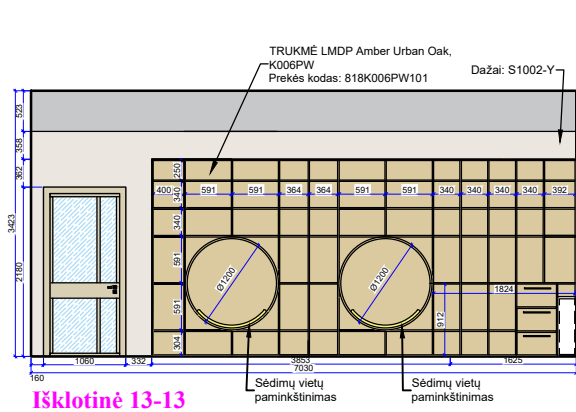 TRUKMĖ LMDP Amber Urban Oak,
K006PW
Prekės kodas: 818K006PW101
Dažai: S1002-Y
523
358
362
3423
2180
250
400 591 591 364 364 591 591 340 340 340 340 392
340
340
591
591
304
Ø1200
Ø1200
1824
912
1060 332 3853 1625
7030
160
Sėdimų vietų
paminkštinimas
Sėdimų vietų
paminkštinimas
Išklotinė 13-13